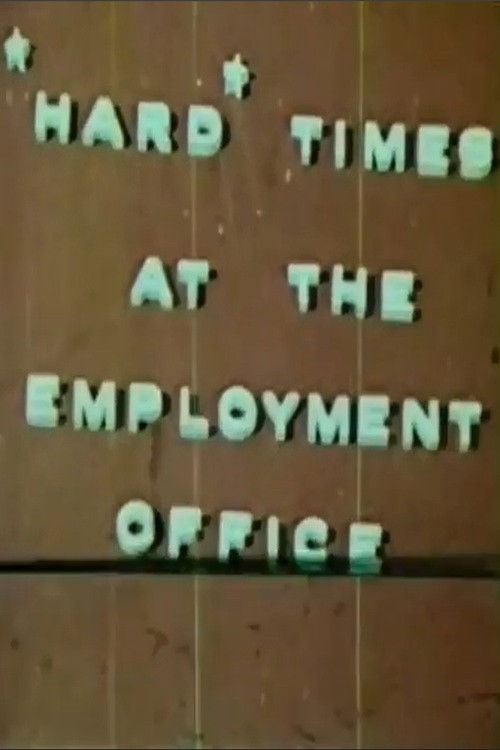 *HARD* TIMES
AT THE
EMPLOYMENT
OFFICE